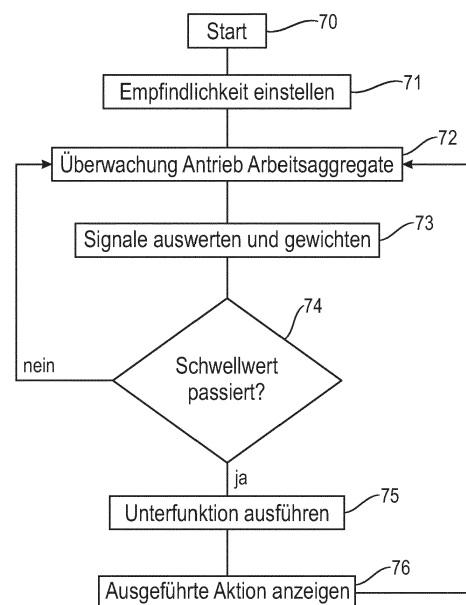 Start
70
Empfindlichkeit einstellen
71
Überwachung Antrieb Arbeitsaggregate
72
Signale auswerten und gewichten
73
74
Schwellwert
passiert?
nein
ja
Unterfunktion ausführen
75
Ausgeführte Aktion anzeigen
76